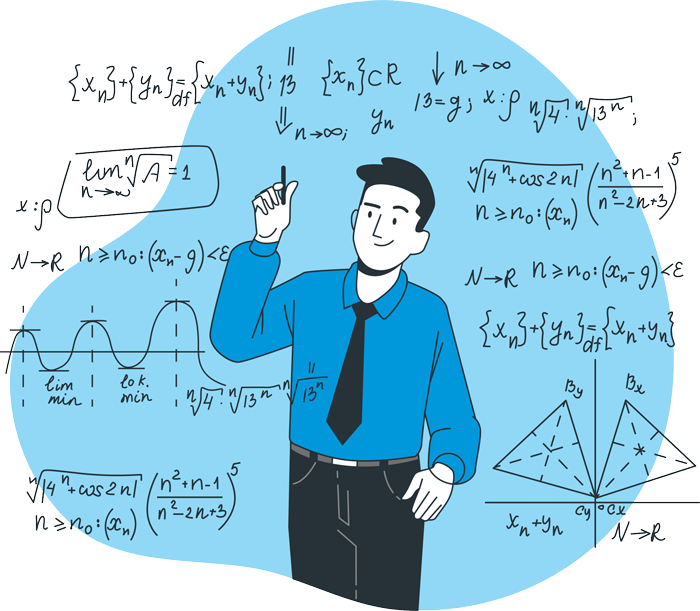 {xₙ}+{yₙ}=df{xₙ+yₙ}; 13
{xₙ}⊂R
↓ n→∞
⇓ n→∞;
yₙ
13=g; x:ρ ⁿ√4: ⁿ√13ⁿ;
lim n→∞ ⁿ√A=1
x:ρ
ⁿ√|4ⁿ+cos2n| ((n²+n-1)/(n²-2n+3))⁵
n≥n₀:(xₙ)
N→R n≥n₀:(xₙ-g)<ε
N→R n≥n₀:(xₙ-g)<ε
{xₙ}+{yₙ}=df{xₙ+yₙ}
lim min
lok. min
ⁿ√4: ⁿ√13ⁿ ⁿ√13ⁿ
By
Bx
ⁿ√|4ⁿ+cos2n| ((n²+n-1)/(n²-2n+3))⁵
n≥n₀:(xₙ)
Cy
Cx
xₙ+yₙ
N→R